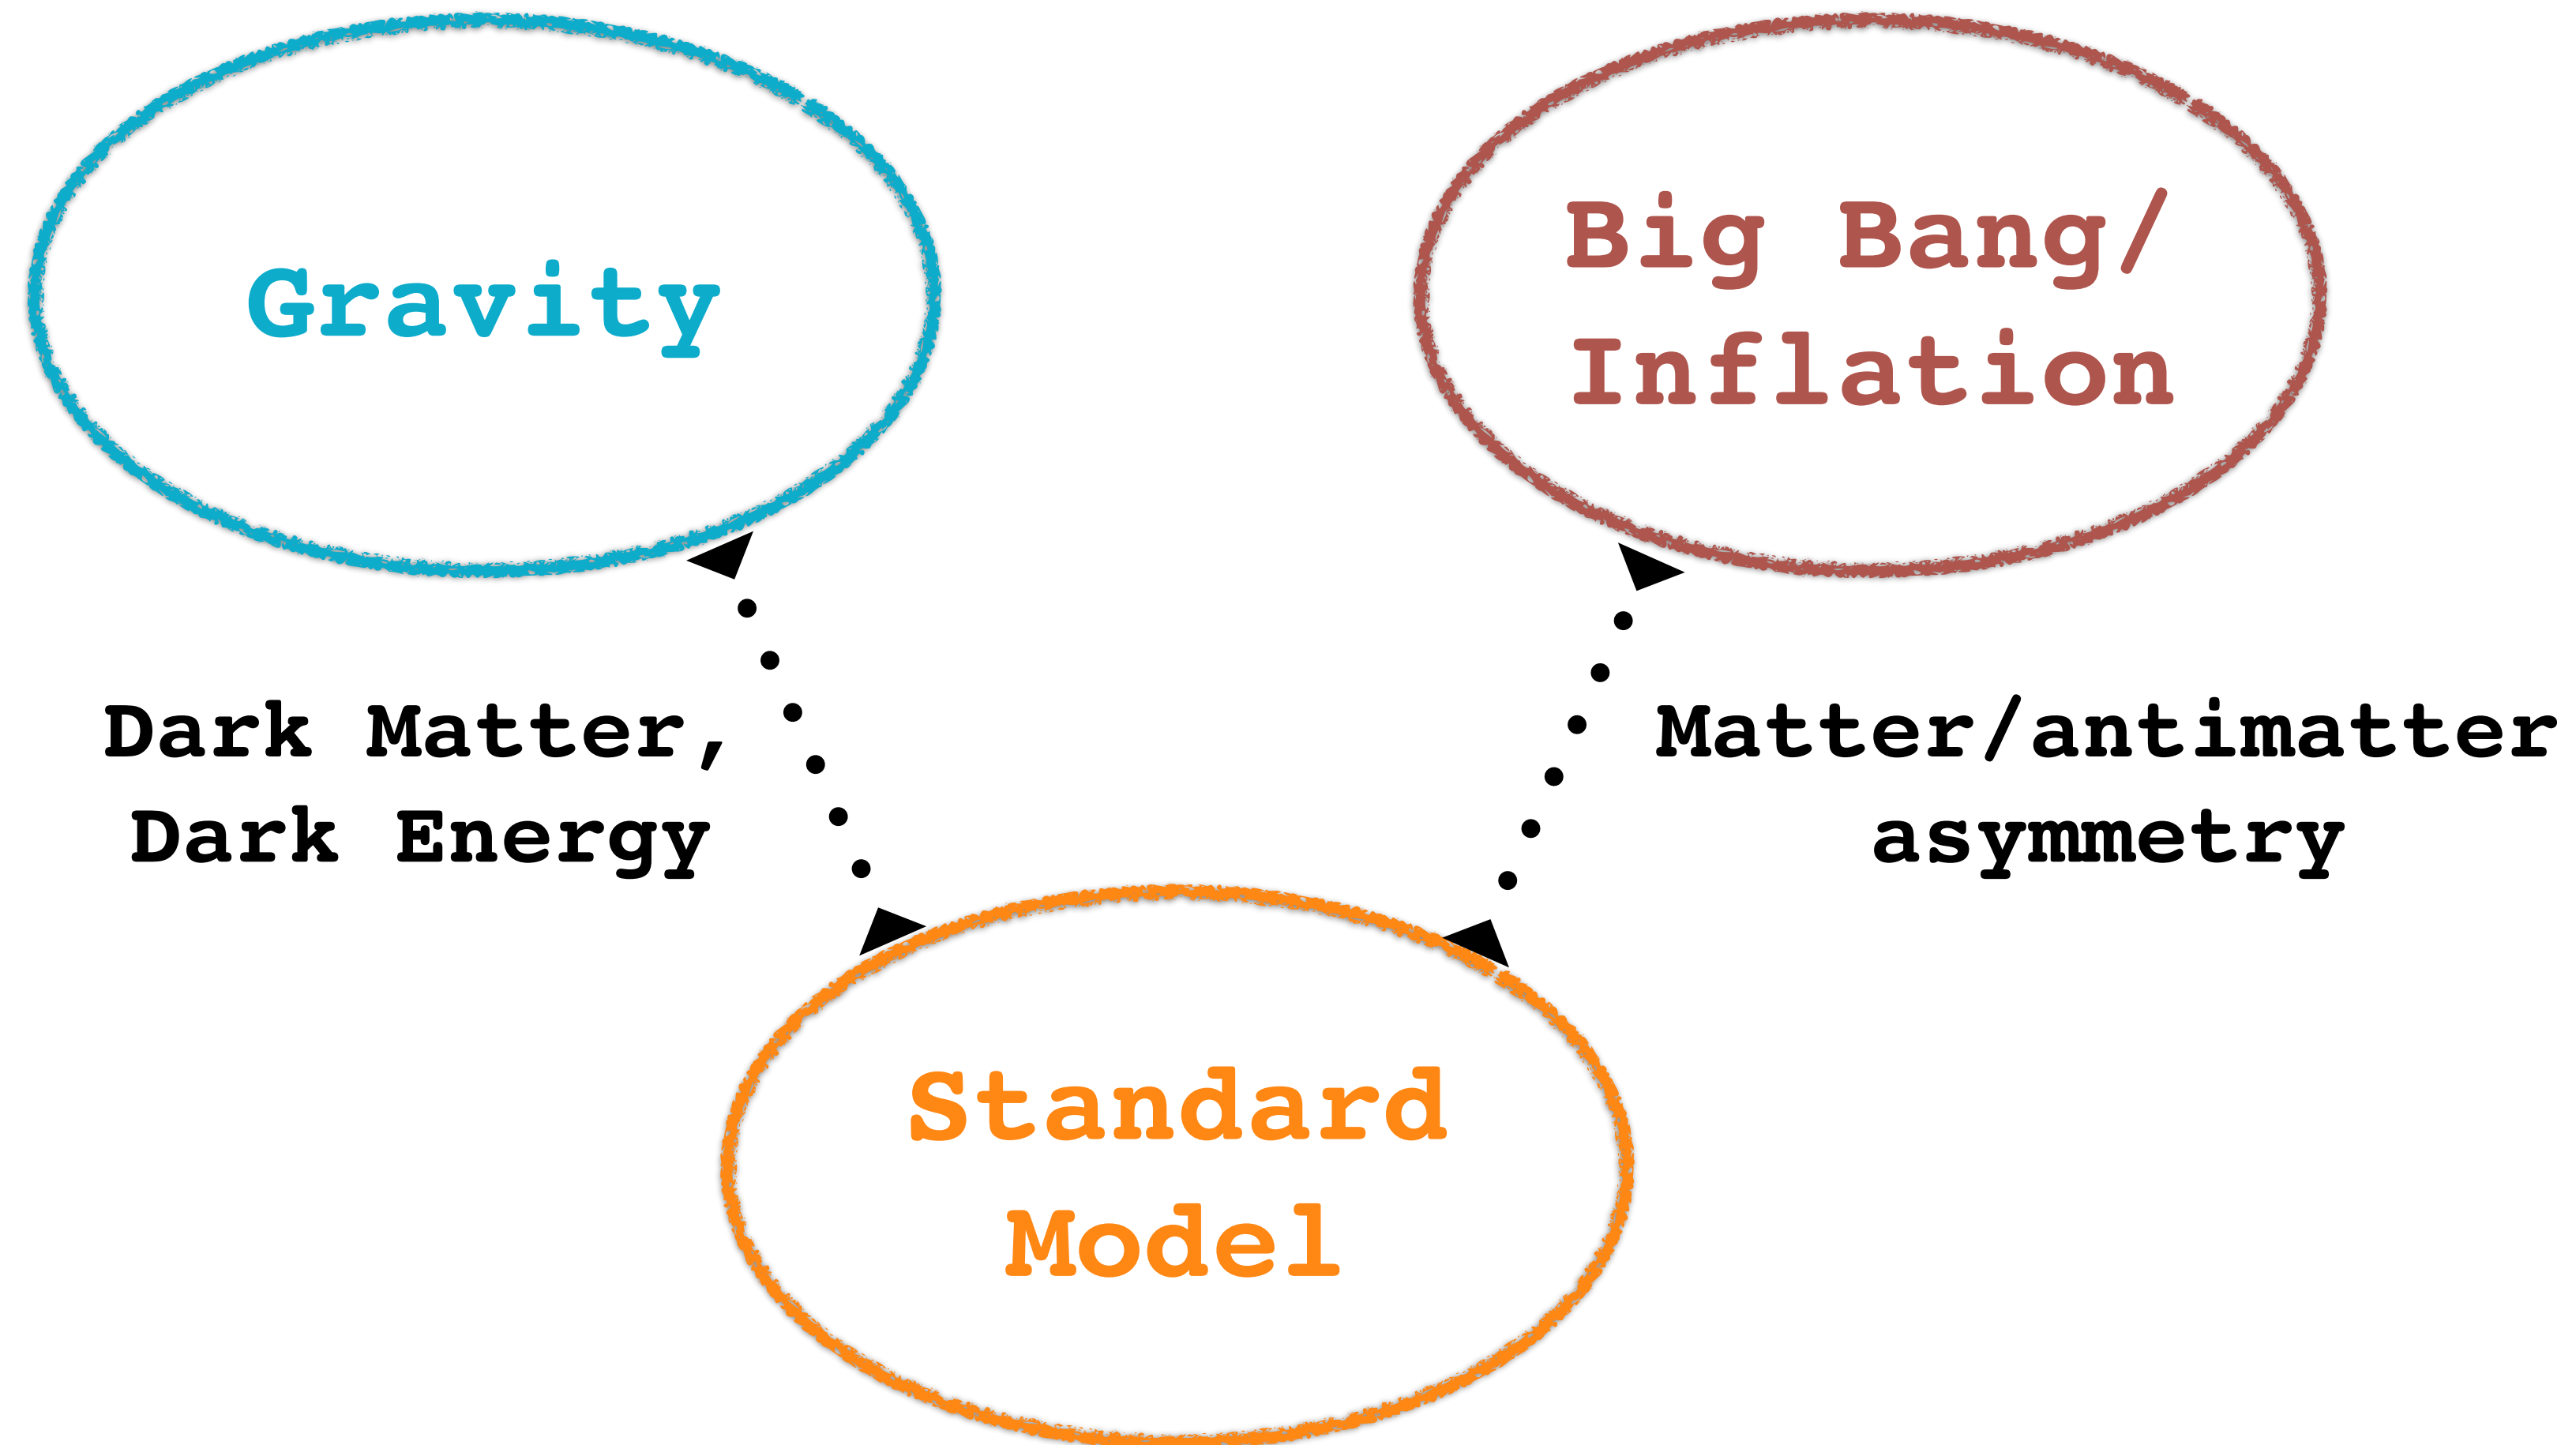 Gravity
Big Bang/
Inflation
Dark Matter,
Dark Energy
Matter/antimatter
asymmetry
Standard
Model